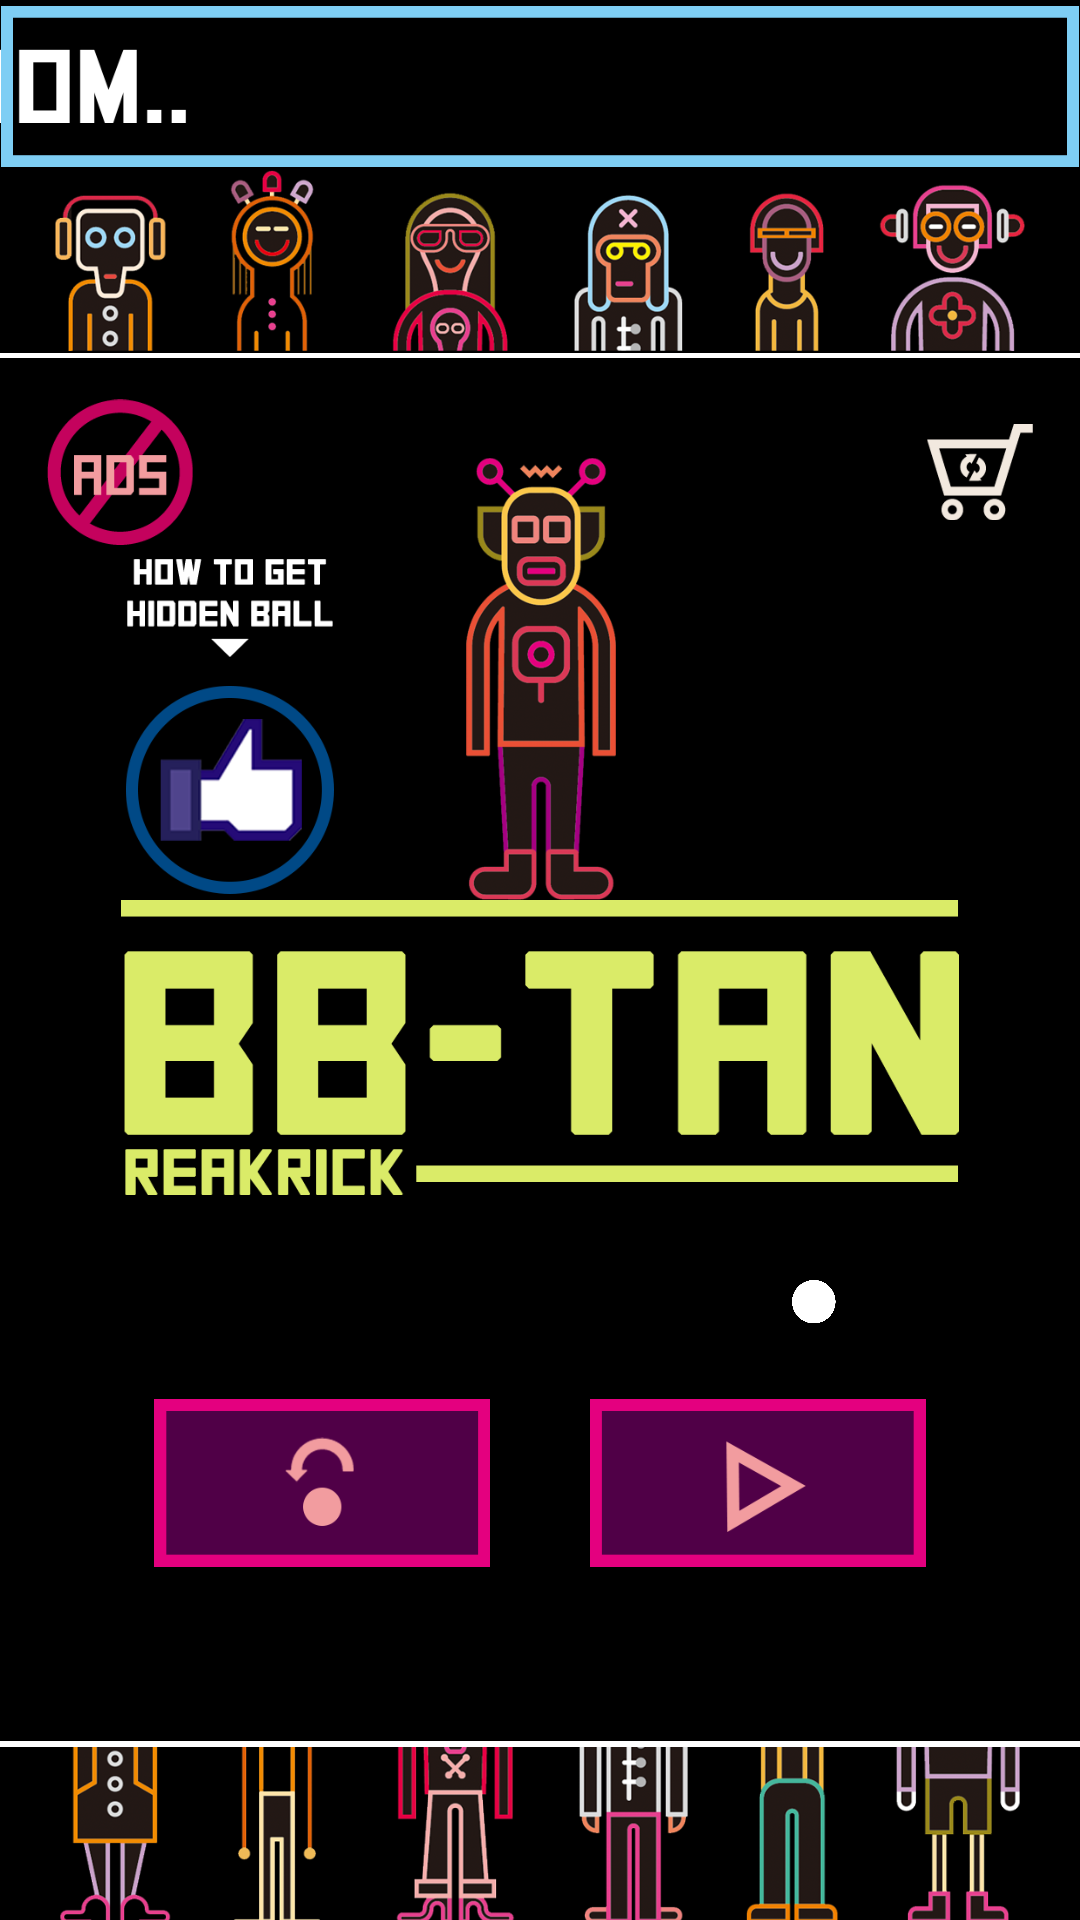 OM..
ADS
HOW TO GET
HIDDEN BALL
BB-TAN
REAKRICK